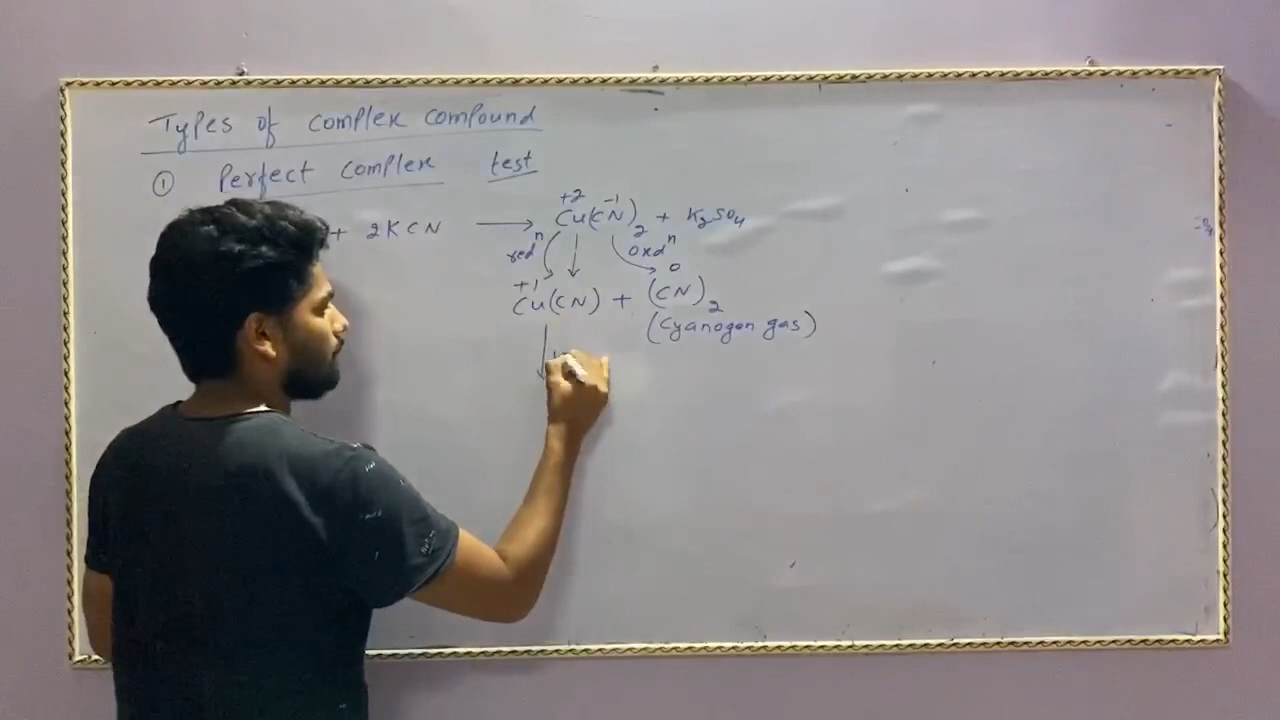 Types of complex compound
① Perfect complex test
+ 2KCN ⟶ Cu(CN)₂ + K₂SO₄
+2 -1
redⁿ oxdⁿ
+1 0
Cu(CN) + (CN)₂
(Cyanogen gas)